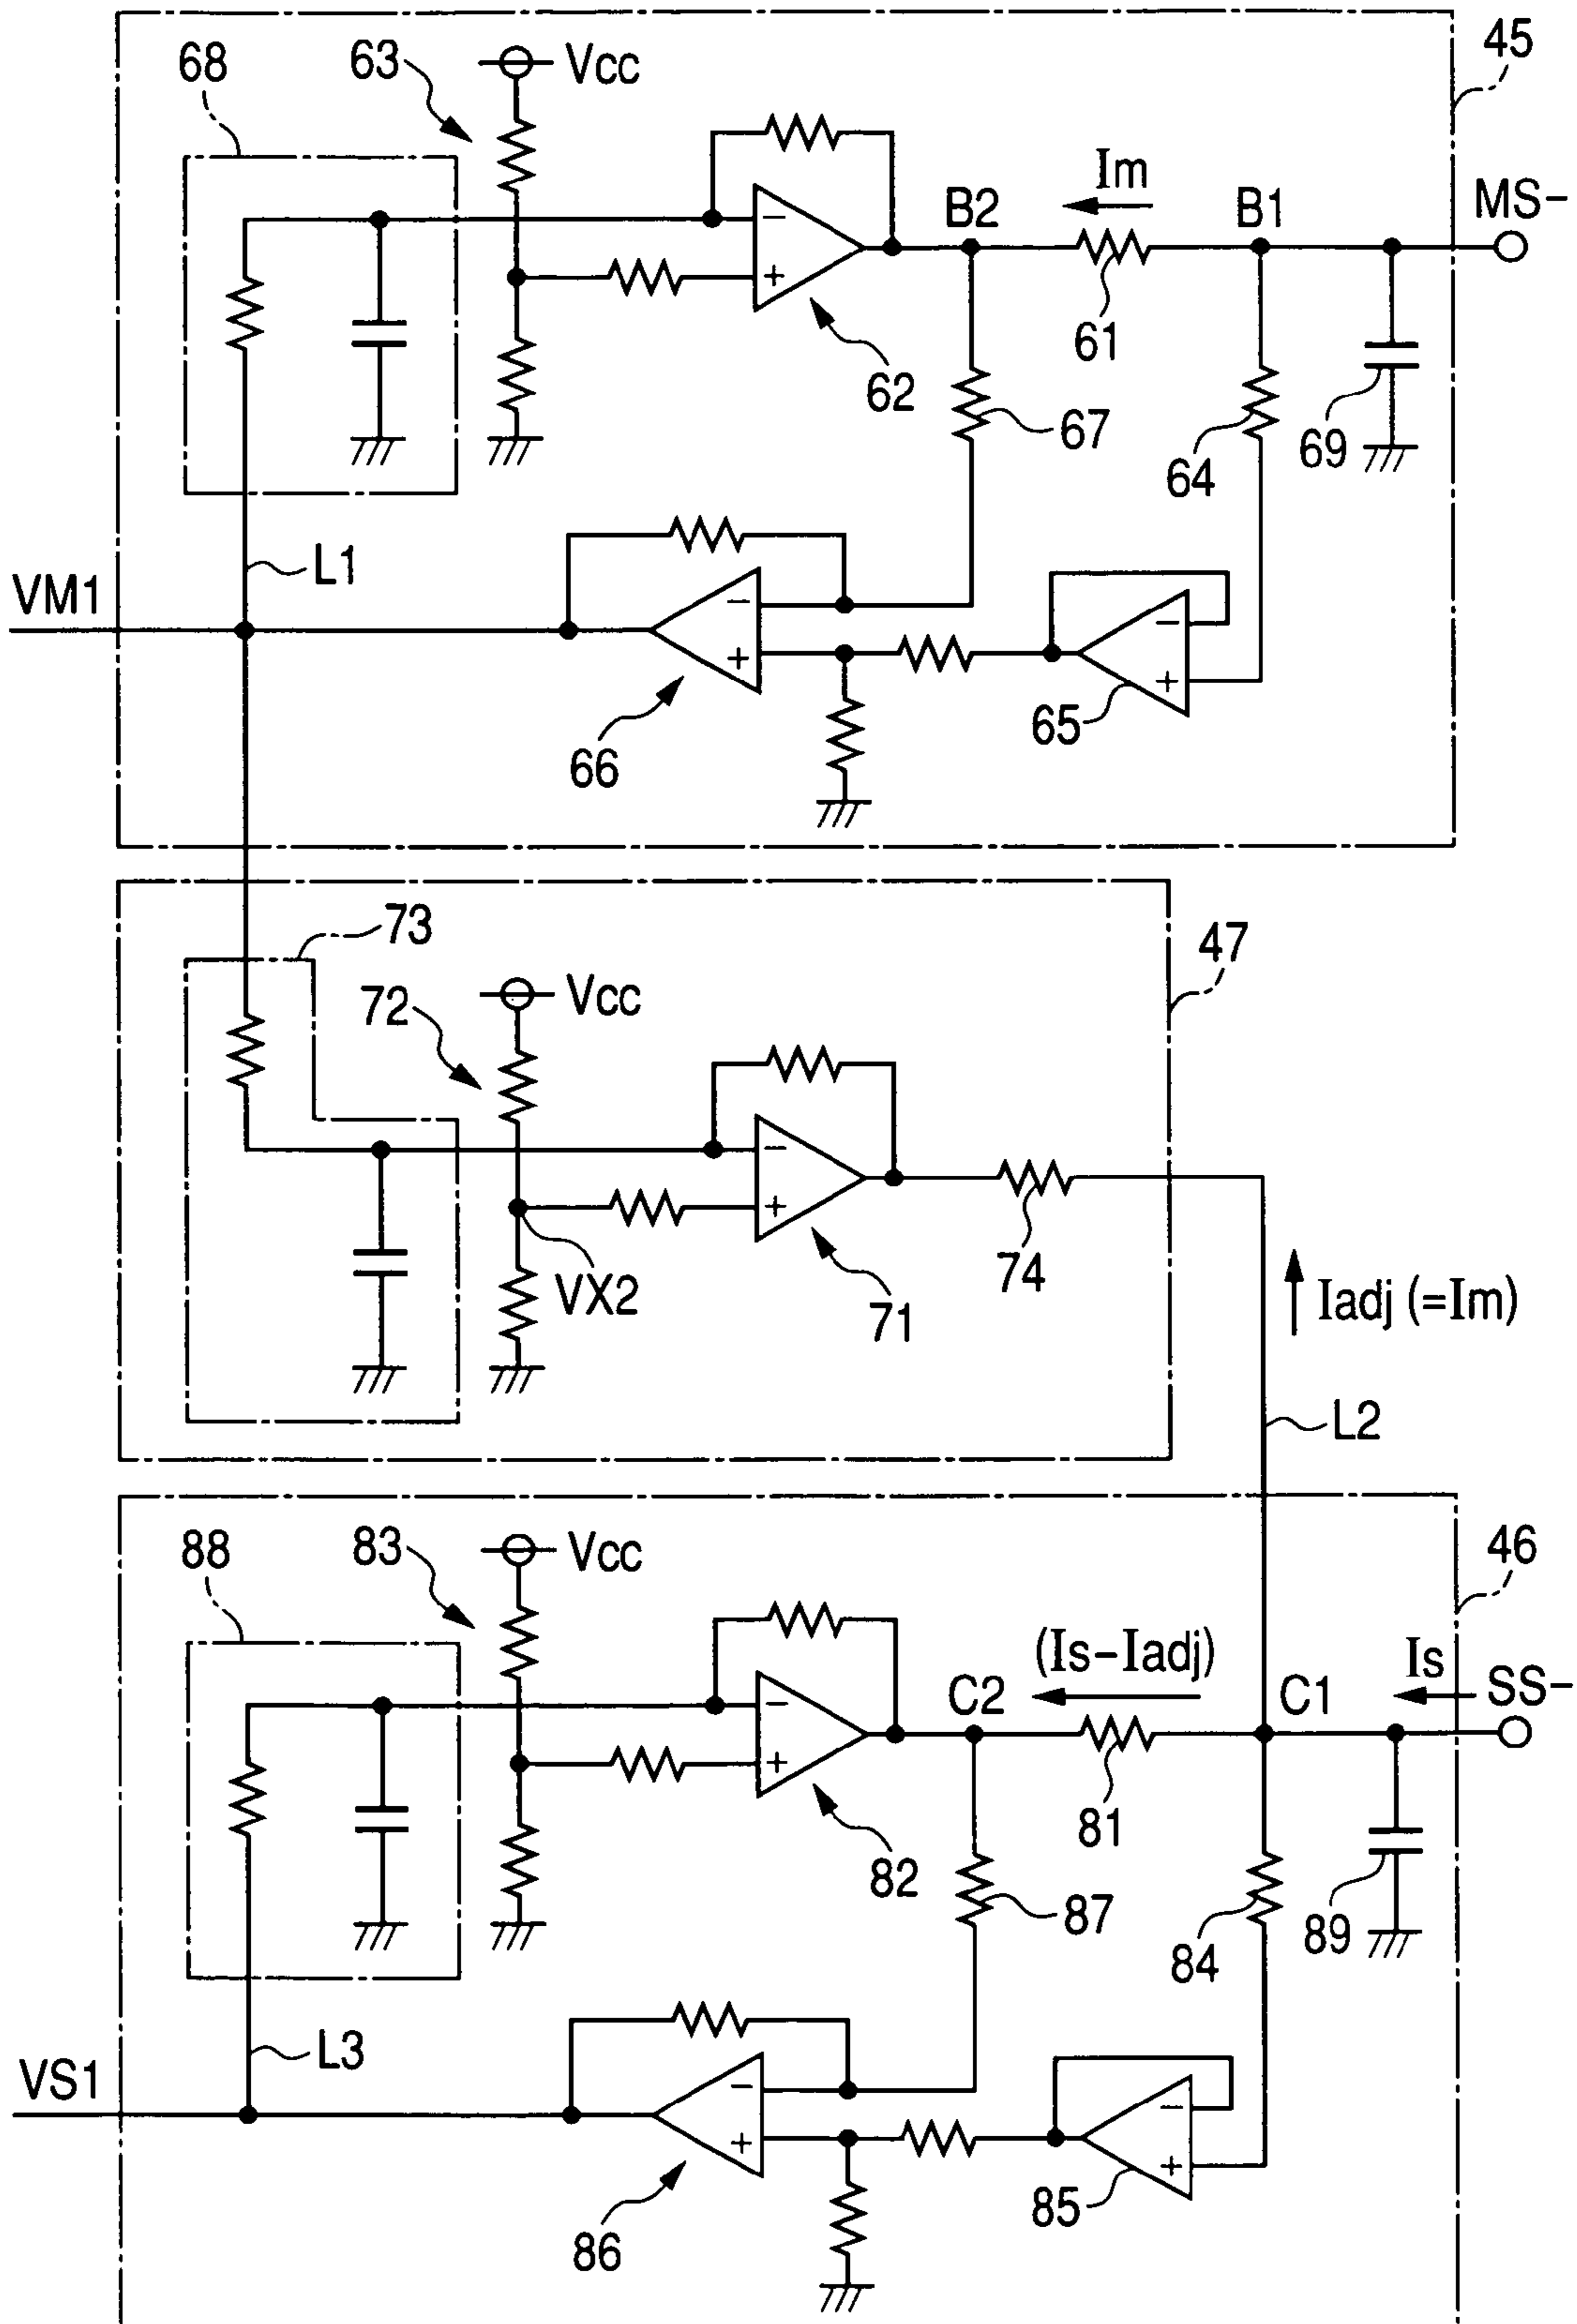 45
68
63
Vcc
Im
B2
B1
MS-
−
+
61
62
67
64
69
L1
VM1
−
+
−
+
65
66
73
47
72
Vcc
−
+
VX2
71
74
Iadj (=Im)
L2
88
83
Vcc
46
(Is-Iadj)
Is
C2
C1
SS-
−
+
81
82
87
84
89
L3
VS1
−
+
−
+
85
86